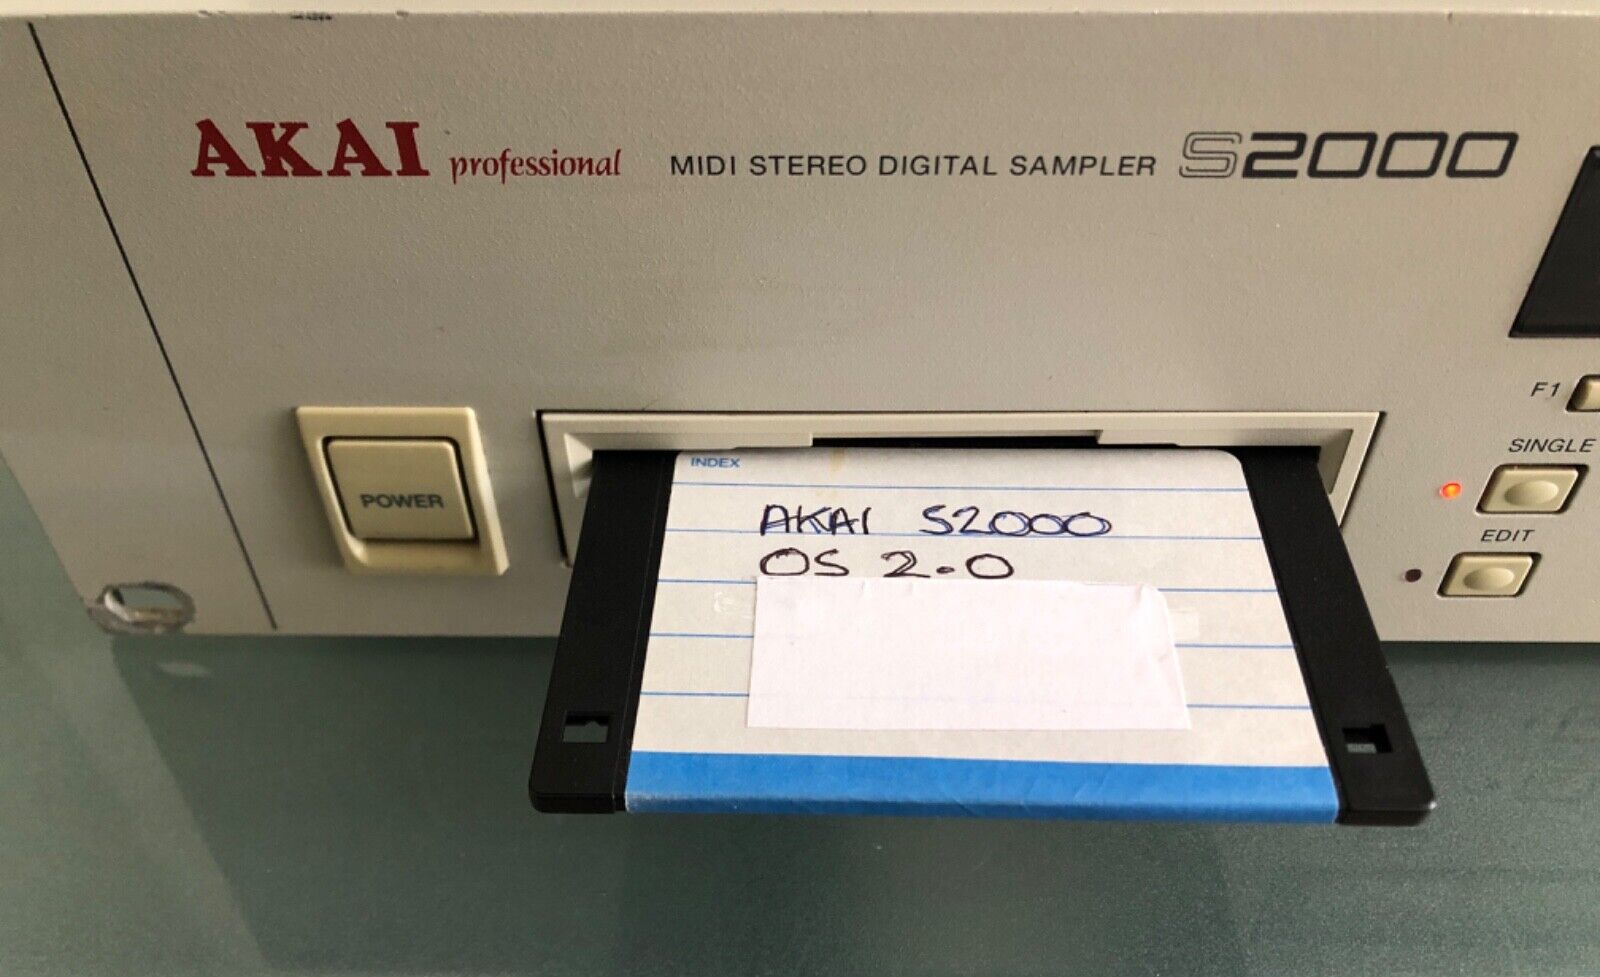 AKAI professional MIDI STEREO DIGITAL SAMPLER S2000
F1
SINGLE
EDIT
POWER
INDEX
AKAI S2000
OS 2.0